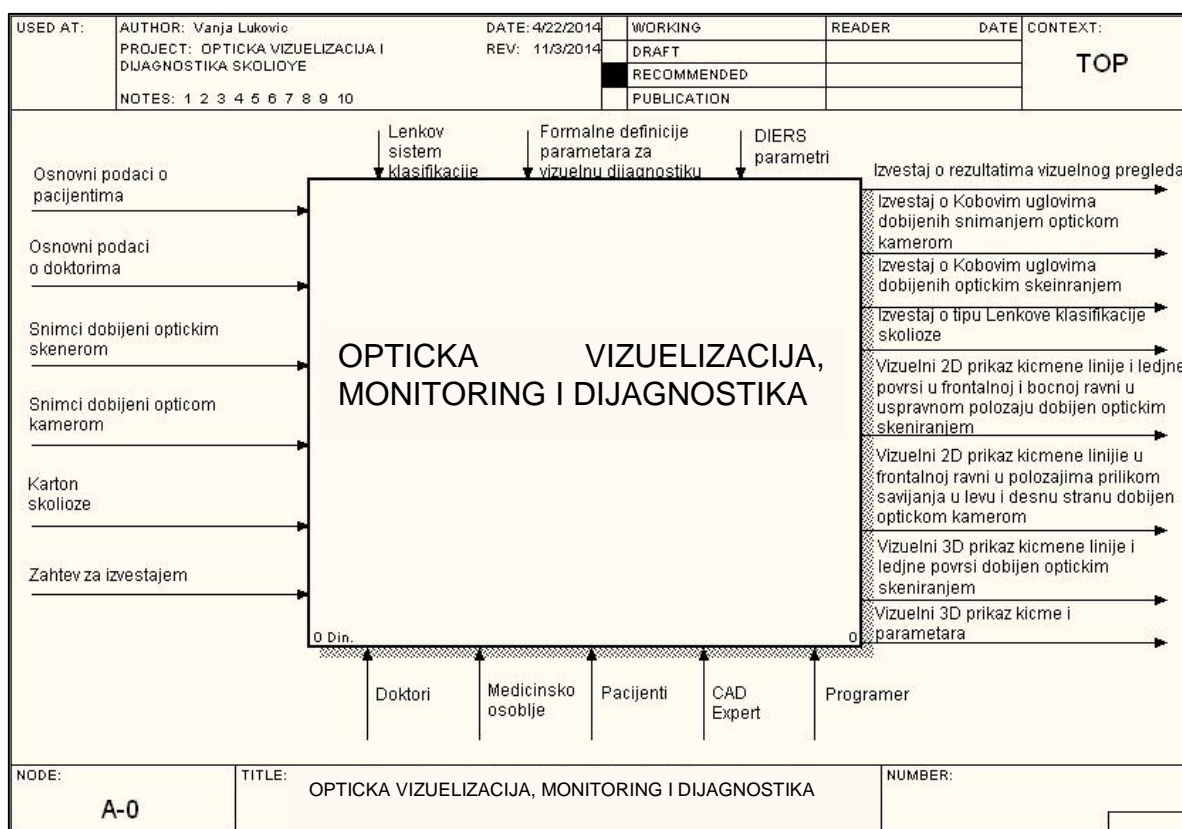 USED AT:
AUTHOR: Vanja Lukovic
DATE: 4/22/2014
WORKING
READER
DATE
CONTEXT:
PROJECT: OPTICKA VIZUELIZACIJA I
DIJAGNOSTIKA SKOLIOYE
REV: 11/3/2014
DRAFT
RECOMMENDED
TOP
NOTES: 1 2 3 4 5 6 7 8 9 10
PUBLICATION
Lenkov
sistem
klasifikacije
Formalne definicije
parametara za
vizuelnu dijagnostiku
DIERS
parametri
Osnovni podaci o
pacijentima
Osnovni podaci
o doktorima
Snimci dobijeni optickim
skenerom
Snimci dobijeni opticom
kamerom
Karton
skolioze
Zahtev za izvestajem
OPTICKA VIZUELIZACIJA,
MONITORING I DIJAGNOSTIKA
0 Din.
0
Izvestaj o rezultatima vizuelnog pregleda
Izvestaj o Kobovim uglovima
dobijenih snimanjem optickom
kamerom
Izvestaj o Kobovim uglovima
dobijenih optickim skeinranjem
Izvestaj o tipu Lenkove klasifikacije
skolioze
Vizuelni 2D prikaz kicmene linije i ledjne
povrsi u frontalnoj i bocnoj ravni u
uspravnom polozaju dobijen optickim
skeniranjem
Vizuelni 2D prikaz kicmene linijie u
frontalnoj ravni u polozajima prilikom
savijanja u levu i desnu stranu dobijen
optickom kamerom
Vizuelni 3D prikaz kicmene linije i
ledjne povrsi dobijen optickim
skeniranjem
Vizuelni 3D prikaz kicme i
parametara
Doktori
Medicinsko
osoblje
Pacijenti
CAD
Expert
Programer
NODE:
A-0
TITLE:
OPTICKA VIZUELIZACIJA, MONITORING I DIJAGNOSTIKA
NUMBER: